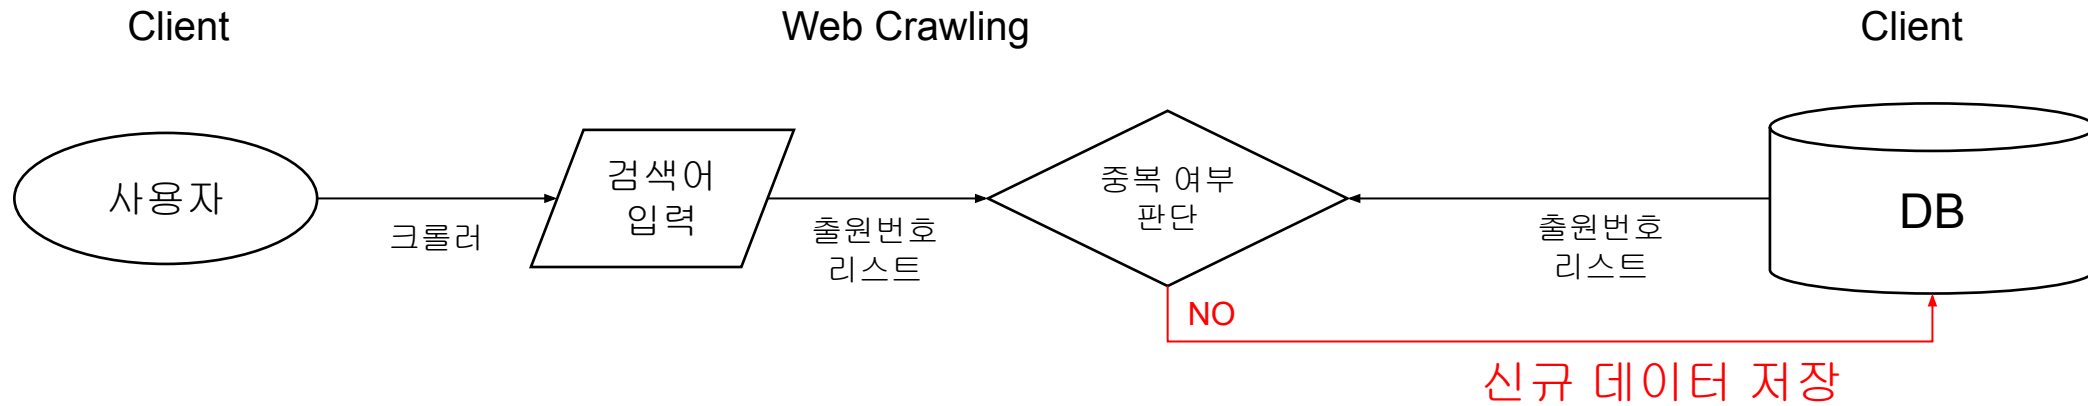 Client
Web Crawling
Client
사용자
크롤러
검색어
입력
출원번호
리스트
중복 여부
판단
출원번호
리스트
DB
NO
신규 데이터 저장